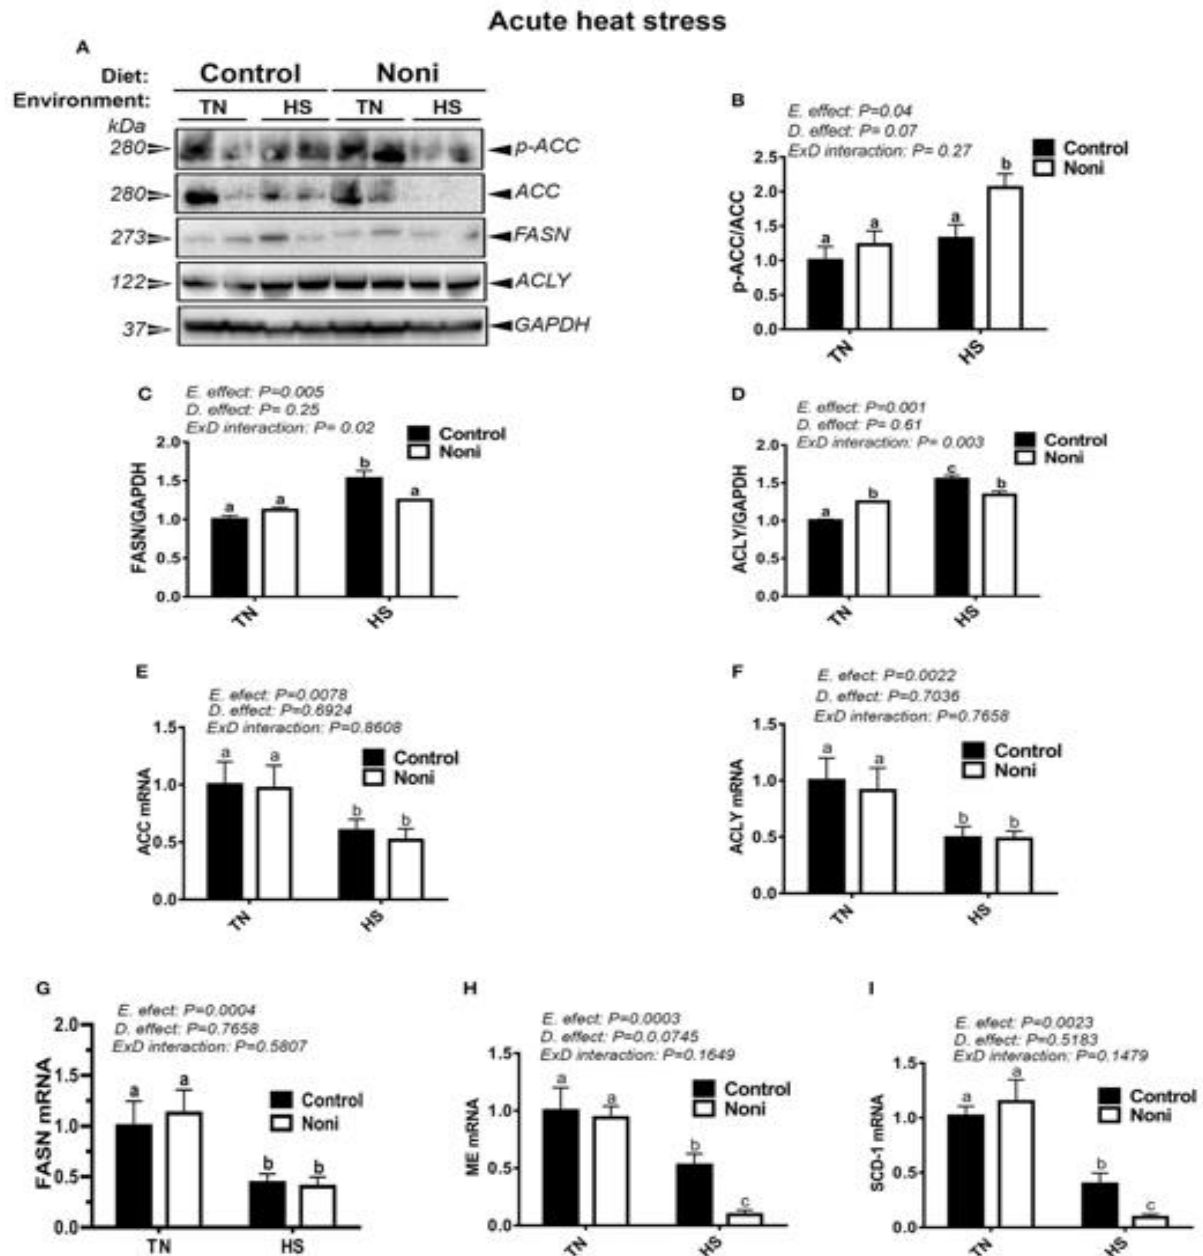 Acute heat stress
A
Diet: Control Noni
Environment: TN HS TN HS
kDa
280 p-ACC
280 ACC
273 FASN
122 ACLY
37 GAPDH
B
E. effect: P=0.04
D. effect: P= 0.07
ExD interaction: P= 0.27
Control
Noni
p-ACC/ACC
2.5
2.0
1.5
1.0
0.5
0.0
a a a b
TN HS
C
E. effect: P=0.005
D. effect: P= 0.25
ExD interaction: P= 0.02
Control
Noni
FASN/GAPDH
2.0
1.5
1.0
0.5
0.0
a a b a
TN HS
D
E. effect: P=0.001
D. effect: P= 0.61
ExD interaction: P= 0.003
Control
Noni
ACLY/GAPDH
2.0
1.5
1.0
0.5
0.0
a b c b
TN HS
E
E. efect: P=0.0078
D. effect: P=0.6924
ExD interaction: P=0.8608
Control
Noni
ACC mRNA
1.5
1.0
0.5
0.0
a a b b
TN HS
F
E. efect: P=0.0022
D. effect: P=0.7036
ExD interaction: P=0.7658
Control
Noni
ACLY mRNA
1.5
1.0
0.5
0.0
a a b b
TN HS
G
E. efect: P=0.0004
D. effect: P=0.7658
ExD interaction: P=0.5807
Control
Noni
FASN mRNA
2.0
1.5
1.0
0.5
0.0
a a b b
TN HS
H
E. efect: P=0.0003
D. effect: P=0.0.0745
ExD interaction: P=0.1649
Control
Noni
ME mRNA
1.5
1.0
0.5
0.0
a a b c
TN HS
I
E. efect: P=0.0023
D. effect: P=0.5183
ExD interaction: P=0.1479
Control
Noni
SCD-1 mRNA
1.5
1.0
0.5
0.0
a a b c
TN HS